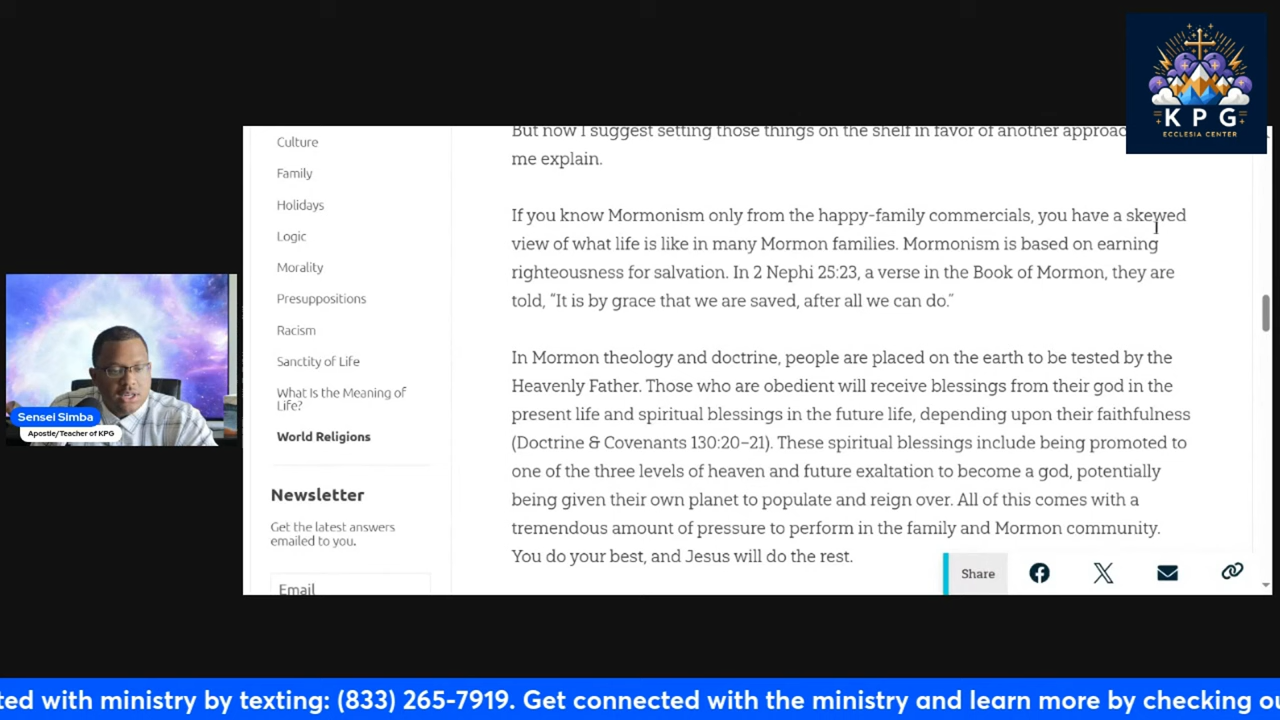 KPG
ECCLESIA CENTER
Culture
Family
Holidays
Logic
Morality
Presuppositions
Racism
Sanctity of Life
What Is the Meaning of
Life?
World Religions
Newsletter
Get the latest answers
emailed to you.
Email
But now I suggest setting those things on the shelf in favor of another
me explain.
If you know Mormonism only from the happy-family commercials, you have a skewed
view of what life is like in many Mormon families. Mormonism is based on earning
righteousness for salvation. In 2 Nephi 25:23, a verse in the Book of Mormon, they are
told, “It is by grace that we are saved, after all we can do.”
In Mormon theology and doctrine, people are placed on the earth to be tested by the
Heavenly Father. Those who are obedient will receive blessings from their god in the
present life and spiritual blessings in the future life, depending upon their faithfulness
(Doctrine & Covenants 130:20–21). These spiritual blessings include being promoted to
one of the three levels of heaven and future exaltation to become a god, potentially
being given their own planet to populate and reign over. All of this comes with a
tremendous amount of pressure to perform in the family and Mormon community.
You do your best, and Jesus will do the rest.
Share
Sensei Simba
Apostle/Teacher of KPG
ted with ministry by texting: (833) 265-7919. Get connected with the ministry and learn more by checking ou